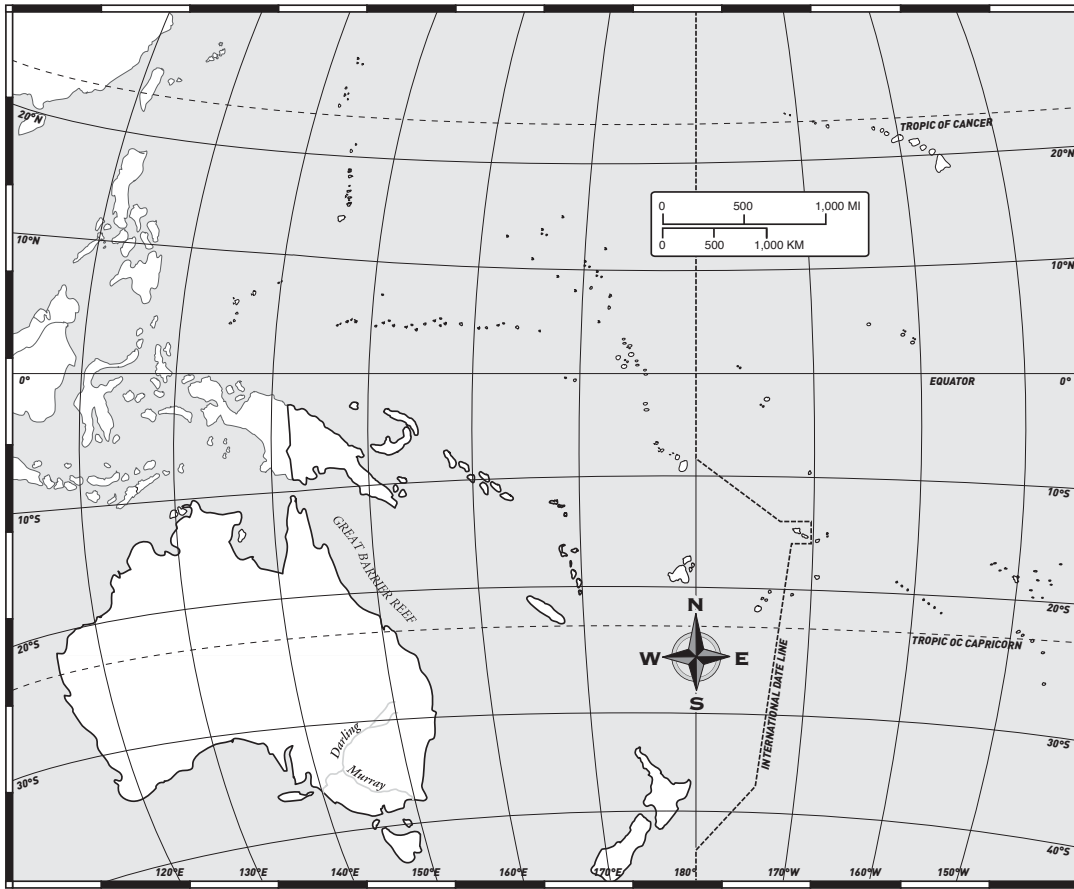 TROPIC OF CANCER
20°N
20°N
0 500 1,000 MI
0 500 1,000 KM
10°N
10°N
0°
EQUATOR
0°
10°S
10°S
GREAT BARRIER REEF
N
W E
S
20°S
20°S
TROPIC OC CAPRICORN
INTERNATIONAL DATE LINE
Darling
Murray
30°S
30°S
40°S
120°E 130°E 140°E 150°E 160°E 170°E 180° 170°W 160°W 150°W